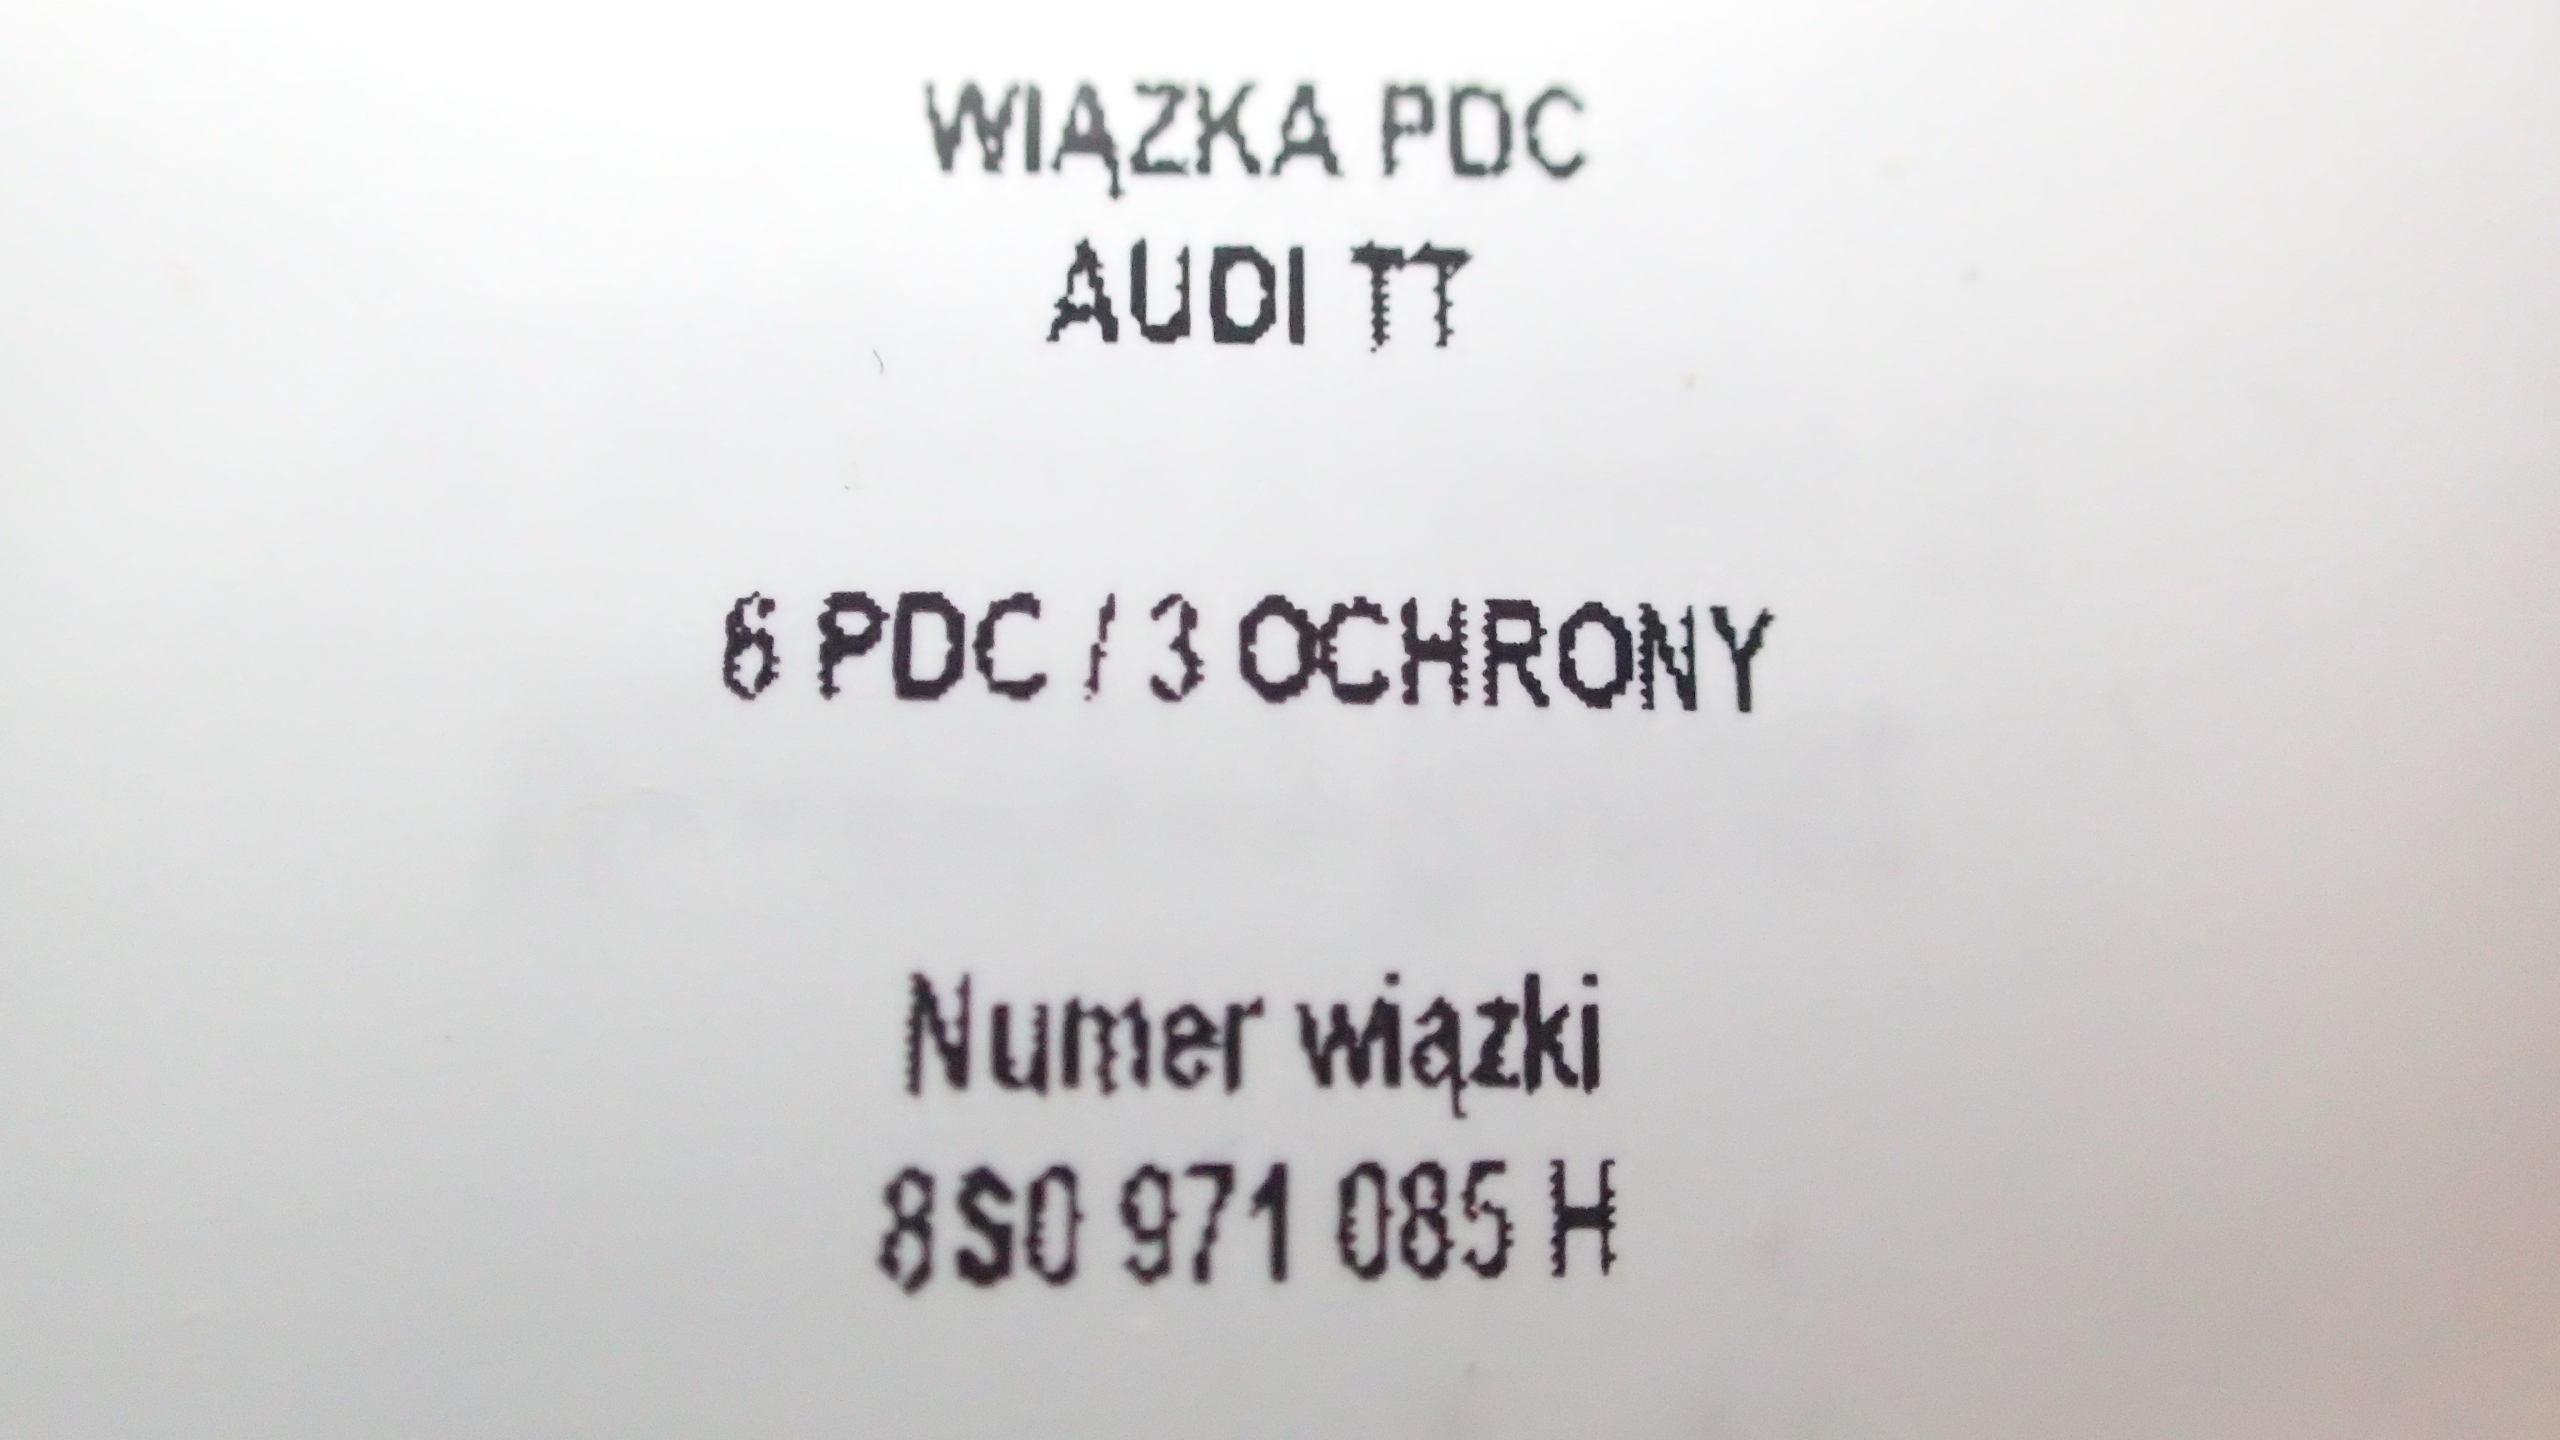 WIĄZKA PDC
AUDI TT
6 PDC / 3 OCHRONY
Numer wiązki
8S0 971 085 H